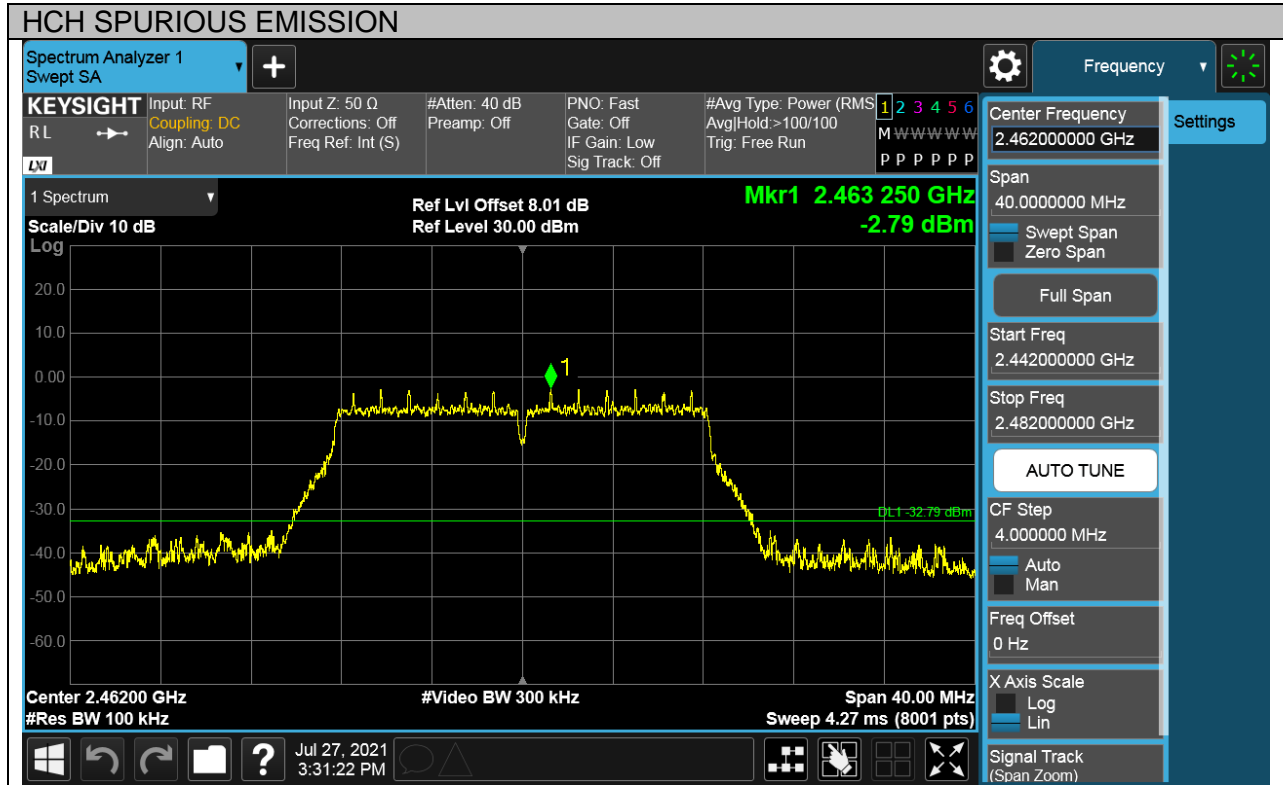 HCH SPURIOUS EMISSION
Spectrum Analyzer 1
Swept SA
Frequency
KEYSIGHT
RL
LXI
Input: RF
Coupling: DC
Align: Auto
Input Z: 50 Ω
Corrections: Off
Freq Ref: Int (S)
#Atten: 40 dB
Preamp: Off
PNO: Fast
Gate: Off
IF Gain: Low
Sig Track: Off
#Avg Type: Power (RMS
Avg|Hold:>100/100
Trig: Free Run
1 2 3 4 5 6
M W W W W W
P P P P P P
1 Spectrum
Scale/Div 10 dB
Ref Lvl Offset 8.01 dB
Ref Level 30.00 dBm
Mkr1 2.463 250 GHz
-2.79 dBm
Log
20.0
10.0
0.00
-10.0
-20.0
-30.0
-40.0
-50.0
-60.0
1
DL1 -32.79 dBm
Center 2.46200 GHz
#Video BW 300 kHz
Span 40.00 MHz
#Res BW 100 kHz
Sweep 4.27 ms (8001 pts)
?
Jul 27, 2021
3:31:22 PM
Center Frequency
2.462000000 GHz
Settings
Span
40.0000000 MHz
Swept Span
Zero Span
Full Span
Start Freq
2.442000000 GHz
Stop Freq
2.482000000 GHz
AUTO TUNE
CF Step
4.000000 MHz
Auto
Man
Freq Offset
0 Hz
X Axis Scale
Log
Lin
Signal Track
(Span Zoom)